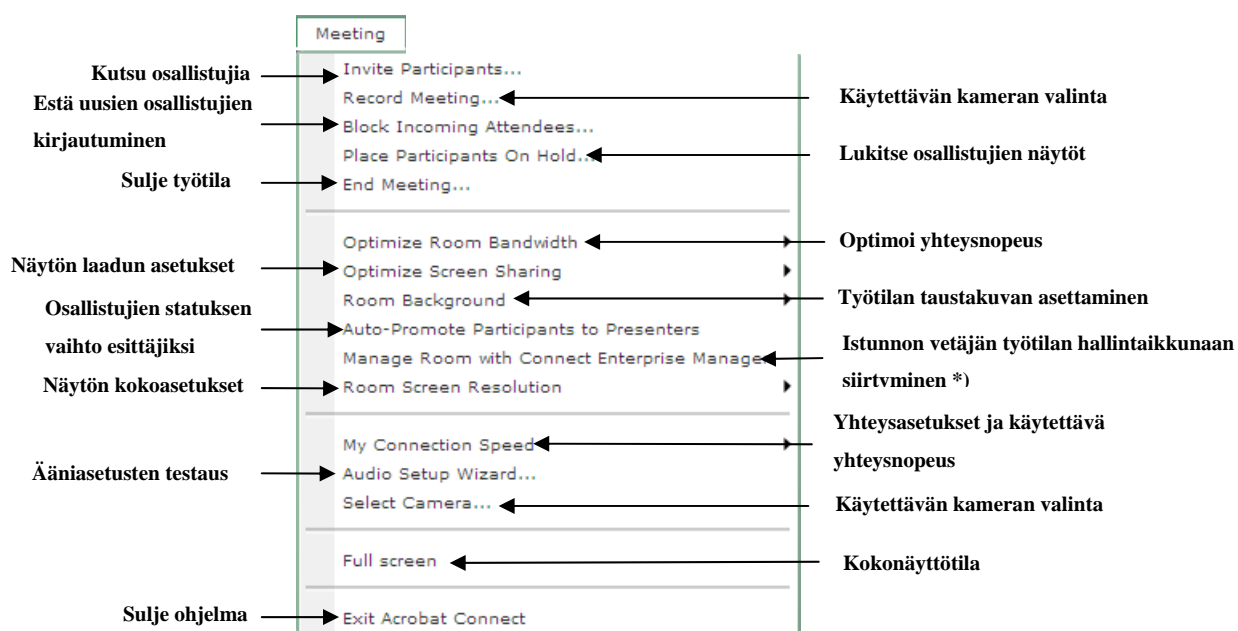 Meeting
Kutsu osallistujia
Invite Participants...
Estä uusien osallistujien
kirjautuminen
Record Meeting...
Käytettävän kameran valinta
Block Incoming Attendees...
Place Participants On Hold...
Lukitse osallistujien näytöt
Sulje työtila
End Meeting...
Optimize Room Bandwidth
Optimoi yhteysnopeus
Näytön laadun asetukset
Optimize Screen Sharing
Room Background
Työtilan taustakuvan asettaminen
Osallistujien statuksen
vaihto esittäjiksi
Auto-Promote Participants to Presenters
Manage Room with Connect Enterprise Manage
Istunnon vetäjän työtilan hallintaikkunaan
siirtyminen *)
Näytön kokoasetukset
Room Screen Resolution
My Connection Speed
Yhteysasetukset ja käytettävä
yhteysnopeus
Ääniasetusten testaus
Audio Setup Wizard...
Select Camera...
Käytettävän kameran valinta
Full screen
Kokonäyttötila
Sulje ohjelma
Exit Acrobat Connect